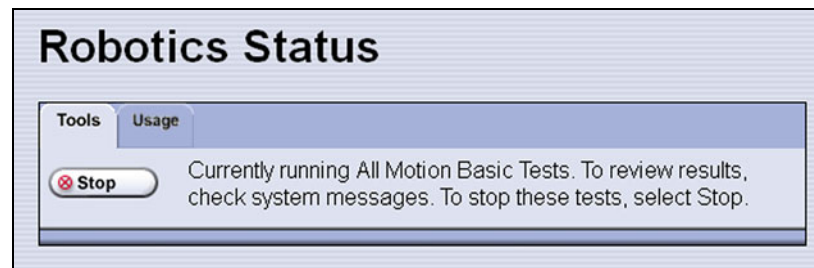 Robotics Status
Tools Usage
Stop
Currently running All Motion Basic Tests. To review results,
check system messages. To stop these tests, select Stop.